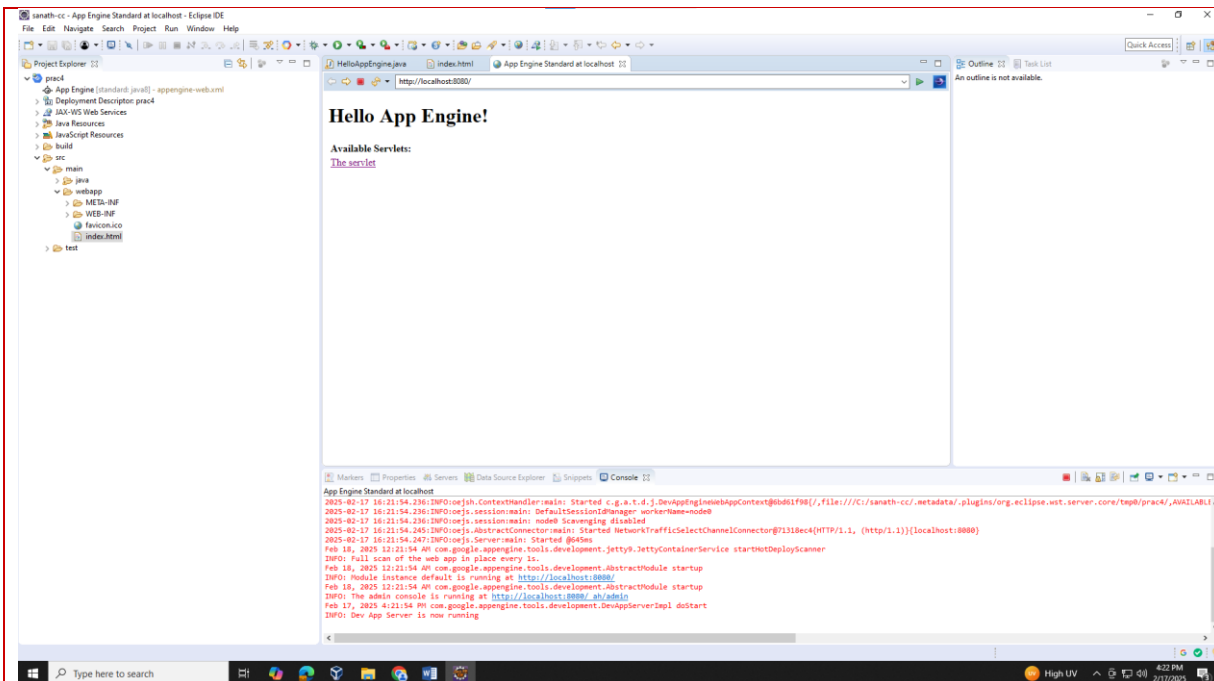 sanath-cc - App Engine Standard at localhost - Eclipse IDE
File Edit Navigate Search Project Run Window Help
Quick Access
Project Explorer
prac4
App Engine [standard: java8] - appengine-web.xml
Deployment Descriptor: prac4
JAX-WS Web Services
Java Resources
JavaScript Resources
build
src
main
java
webapp
META-INF
WEB-INF
favicon.ico
index.html
test
HelloAppEngine.java index.html App Engine Standard at localhost
http://localhost:8080/
Hello App Engine!
Available Servlets:
The servlet
Outline Task List
An outline is not available.
Markers Properties Servers Data Source Explorer Snippets Console
App Engine Standard at localhost
2025-02-17 16:21:54.236:INFO:oejsh.ContextHandler:main: Started c.g.a.t.d.j.DevAppEngineWebAppContext@6bd61f98{/,file:///C:/sanath-cc/.metadata/.plugins/org.eclipse.wst.server.core/tmp0/prac4/,AVAILABLE
2025-02-17 16:21:54.236:INFO:oejs.session:main: DefaultSessionIdManager workerName=node0
2025-02-17 16:21:54.236:INFO:oejs.session:main: node0 Scavenging disabled
2025-02-17 16:21:54.245:INFO:oejs.AbstractConnector:main: Started NetworkTrafficSelectChannelConnector@71318ec4{HTTP/1.1, (http/1.1)}{localhost:8080}
2025-02-17 16:21:54.247:INFO:oejs.Server:main: Started @645ms
Feb 18, 2025 12:21:54 AM com.google.appengine.tools.development.jetty9.JettyContainerService startHotDeployScanner
INFO: Full scan of the web app in place every 1s.
Feb 18, 2025 12:21:54 AM com.google.appengine.tools.development.AbstractModule startup
INFO: Module instance default is running at http://localhost:8080/
Feb 18, 2025 12:21:54 AM com.google.appengine.tools.development.AbstractModule startup
INFO: The admin console is running at http://localhost:8080/_ah/admin
Feb 17, 2025 4:21:54 PM com.google.appengine.tools.development.DevAppServerImpl doStart
INFO: Dev App Server is now running
Type here to search
High UV
4:22 PM
2/17/2025